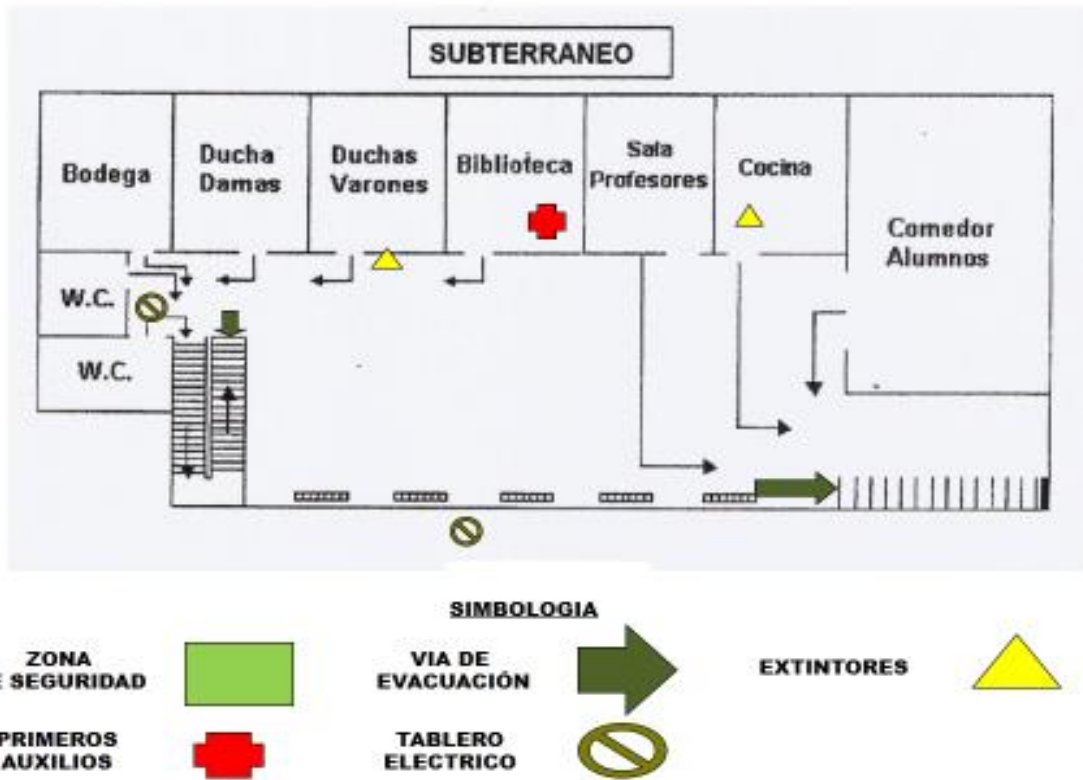 SUBTERRANEO
Bodega
Ducha
Damas
Duchas
Varones
Biblioteca
Sala
Profesores
Cocina
Comedor
Alumnos
W.C.
W.C.
SIMBOLOGIA
ZONA
E SEGURIDAD
VIA DE
EVACUACIÓN
EXTINTORES
PRIMEROS
AUXILIOS
TABLERO
ELECTRICO